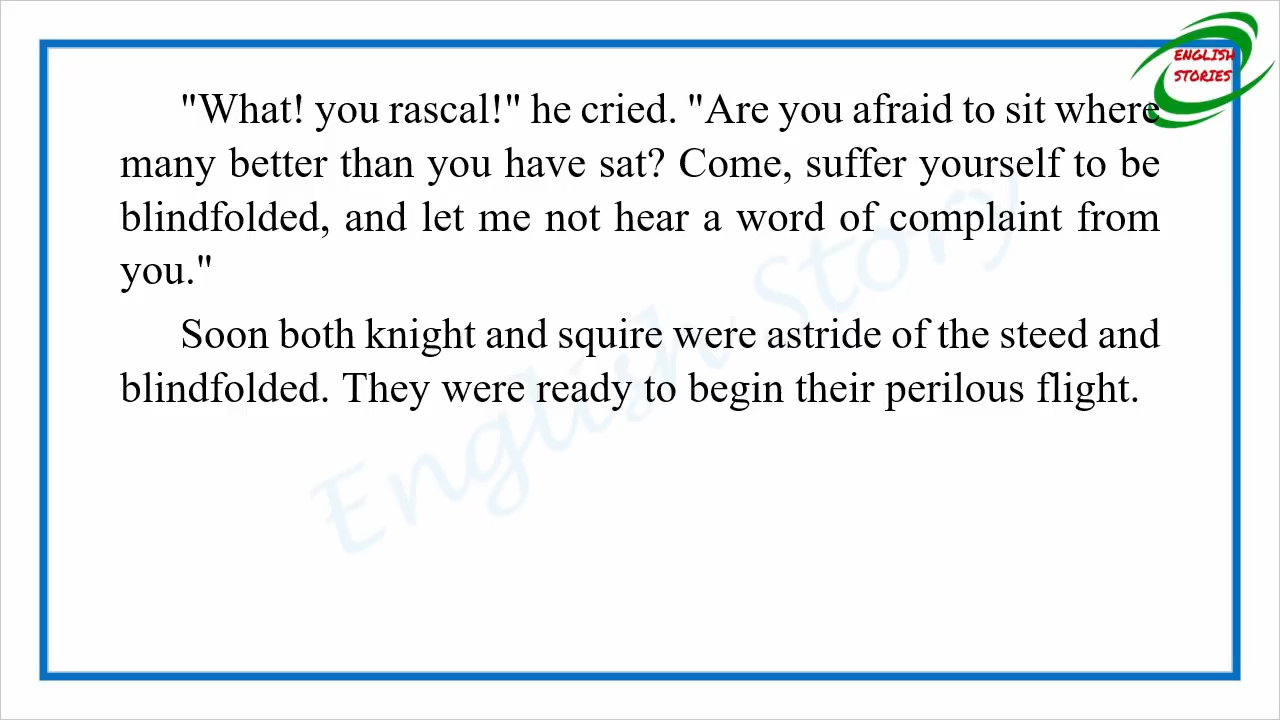 ENGLISH
STORIES
"What! you rascal!" he cried. "Are you afraid to sit where
many better than you have sat? Come, suffer yourself to be
blindfolded, and let me not hear a word of complaint from
you."
Soon both knight and squire were astride of the steed and
blindfolded. They were ready to begin their perilous flight.
English Story